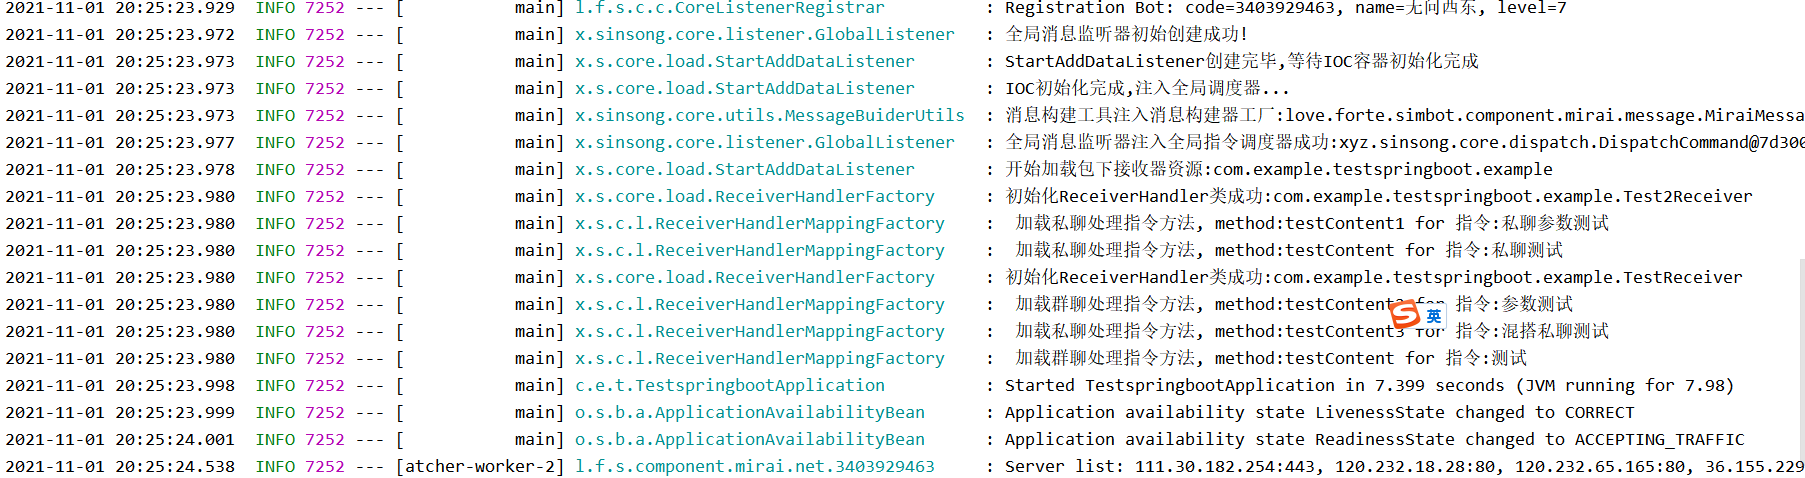 2021-11-01 20:25:23.929  INFO 7252 --- [           main] l.f.s.c.c.CoreListenerRegistrar          : Registration Bot: code=3403929463, name=无问西东, level=7
2021-11-01 20:25:23.972  INFO 7252 --- [           main] x.sinsong.core.listener.GlobalListener   : 全局消息监听器初始创建成功!
2021-11-01 20:25:23.973  INFO 7252 --- [           main] x.s.core.load.StartAddDataListener       : StartAddDataListener创建完毕,等待IOC容器初始化完成
2021-11-01 20:25:23.973  INFO 7252 --- [           main] x.s.core.load.StartAddDataListener       : IOC初始化完成,注入全局调度器...
2021-11-01 20:25:23.973  INFO 7252 --- [           main] x.sinsong.core.utils.MessageBuiderUtils  : 消息构建工具注入消息构建器工厂:love.forte.simbot.component.mirai.message.MiraiMessa
2021-11-01 20:25:23.977  INFO 7252 --- [           main] x.sinsong.core.listener.GlobalListener   : 全局消息监听器注入全局指令调度器成功:xyz.sinsong.core.dispatch.DispatchCommand@7d300
2021-11-01 20:25:23.978  INFO 7252 --- [           main] x.s.core.load.StartAddDataListener       : 开始加载包下接收器资源:com.example.testspringboot.example
2021-11-01 20:25:23.980  INFO 7252 --- [           main] x.s.core.load.ReceiverHandlerFactory     : 初始化ReceiverHandler类成功:com.example.testspringboot.example.Test2Receiver
2021-11-01 20:25:23.980  INFO 7252 --- [           main] x.s.c.l.ReceiverHandlerMappingFactory    :  加载私聊处理指令方法, method:testContent1 for 指令:私聊参数测试
2021-11-01 20:25:23.980  INFO 7252 --- [           main] x.s.c.l.ReceiverHandlerMappingFactory    :  加载私聊处理指令方法, method:testContent for 指令:私聊测试
2021-11-01 20:25:23.980  INFO 7252 --- [           main] x.s.core.load.ReceiverHandlerFactory     : 初始化ReceiverHandler类成功:com.example.testspringboot.example.TestReceiver
2021-11-01 20:25:23.980  INFO 7252 --- [           main] x.s.c.l.ReceiverHandlerMappingFactory    :  加载群聊处理指令方法, for 指令:参数测试
英
2021-11-01 20:25:23.980  INFO 7252 --- [           main] x.s.c.l.ReceiverHandlerMappingFactory    :  加载私聊处理指令方法, method:testContent3 for 指令:混搭私聊测试
2021-11-01 20:25:23.980  INFO 7252 --- [           main] x.s.c.l.ReceiverHandlerMappingFactory    :  加载群聊处理指令方法, method:testContent for 指令:测试
2021-11-01 20:25:23.998  INFO 7252 --- [           main] c.e.t.TestspringbootApplication          : Started TestspringbootApplication in 7.399 seconds (JVM running for 7.98)
2021-11-01 20:25:23.999  INFO 7252 --- [           main] o.s.b.a.ApplicationAvailabilityBean      : Application availability state LivenessState changed to CORRECT
2021-11-01 20:25:24.001  INFO 7252 --- [           main] o.s.b.a.ApplicationAvailabilityBean      : Application availability state ReadinessState changed to ACCEPTING_TRAFFIC
2021-11-01 20:25:24.538  INFO 7252 --- [atcher-worker-2] l.f.s.component.mirai.net.3403929463     : Server list: 111.30.182.254:443, 120.232.18.28:80, 120.232.65.165:80, 36.155.229